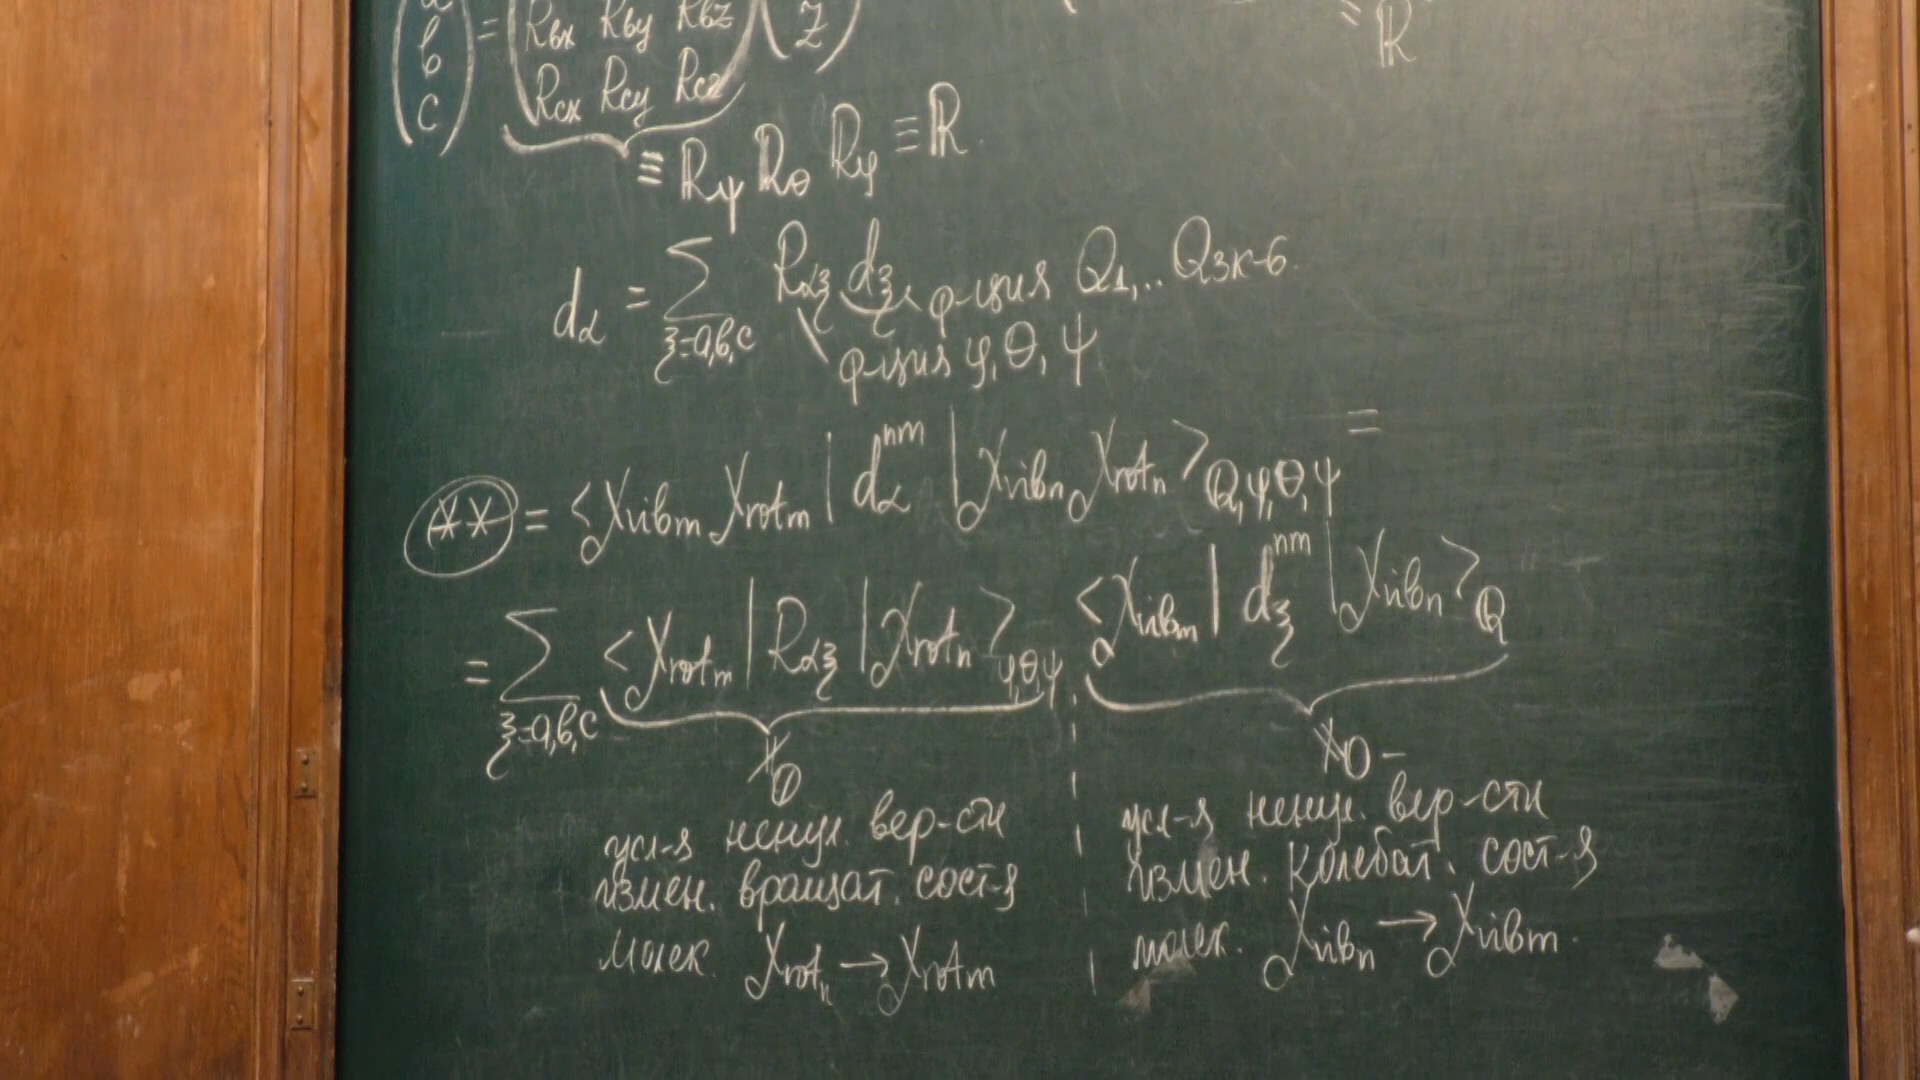 b = Rbx Rby Rbz z ≡ ℝ
c Rcx Rcy Rcz
≡ ℝψ ℝθ ℝφ ≡ ℝ.
dα = ∑ Rαξ dξ ф-ция Q1,.. Q3K-6.
ξ=a,b,c ф-ция φ, θ, ψ
(**) = <χvibm χrotm | dα^nm | χvibn χrotn >Q,φ,θ,ψ =
= ∑ <χrotm | Rαξ | χrotn >φ,θ,ψ <χvibm | dξ^nm | χvibn >Q
ξ=a,b,c
≠0 ≠0 -
усл-я ненул. вер-сти
измен. вращат. сост-я
молек. χrotn → χrotm
усл-я ненул. вер-сти
измен. колебат. сост-я
молек. χvibn → χvibm.